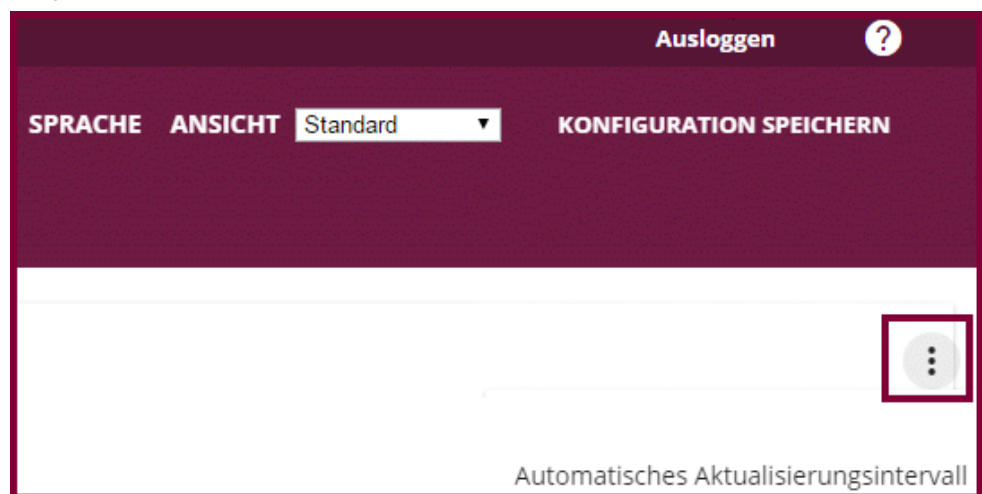 Ausloggen ?
SPRACHE ANSICHT Standard KONFIGURATION SPEICHERN
Automatisches Aktualisierungsintervall